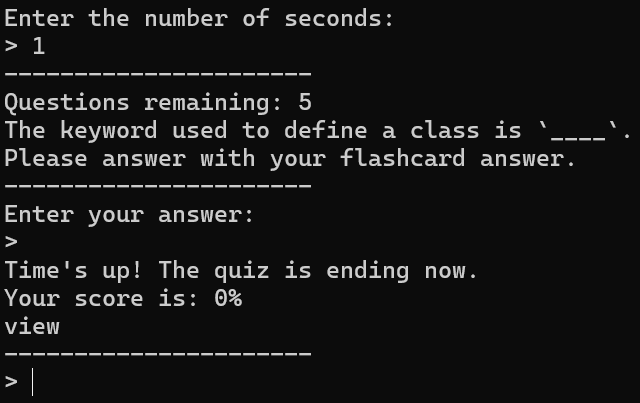 Enter the number of seconds:
> 1
----------------------
Questions remaining: 5
The keyword used to define a class is `____`.
Please answer with your flashcard answer.
----------------------
Enter your answer:
>
Time's up! The quiz is ending now.
Your score is: 0%
view
----------------------
>